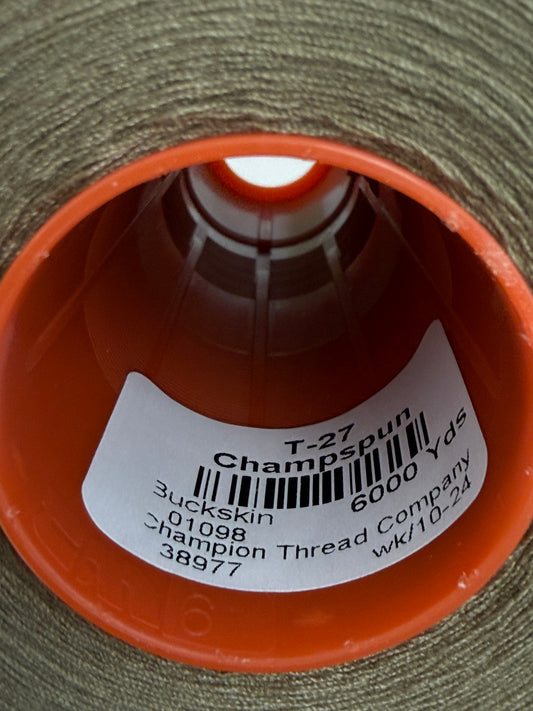 T-27
Champspun
6000 Yds
Buckskin
01098
Champion Thread Company
38977
wk/10-24